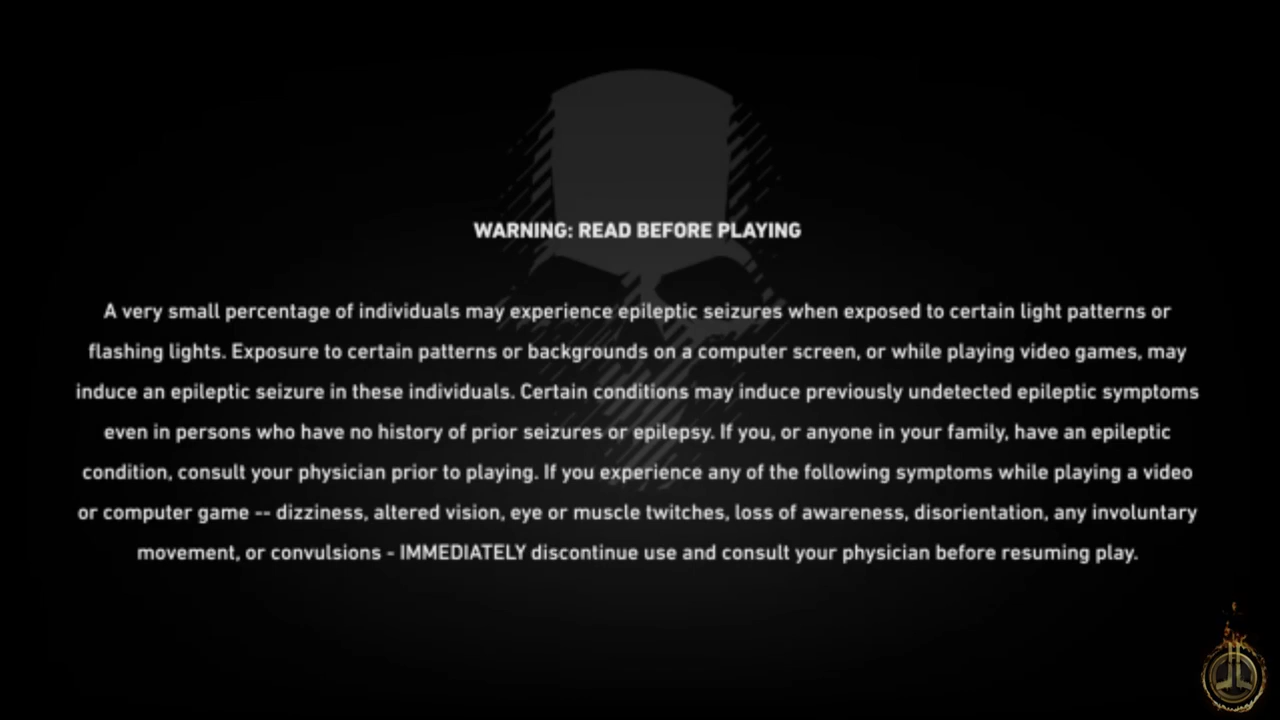 WARNING: READ BEFORE PLAYING
A very small percentage of individuals may experience epileptic seizures when exposed to certain light patterns or
flashing lights. Exposure to certain patterns or backgrounds on a computer screen, or while playing video games, may
induce an epileptic seizure in these individuals. Certain conditions may induce previously undetected epileptic symptoms
even in persons who have no history of prior seizures or epilepsy. If you, or anyone in your family, have an epileptic
condition, consult your physician prior to playing. If you experience any of the following symptoms while playing a video
or computer game -- dizziness, altered vision, eye or muscle twitches, loss of awareness, disorientation, any involuntary
movement, or convulsions - IMMEDIATELY discontinue use and consult your physician before resuming play.